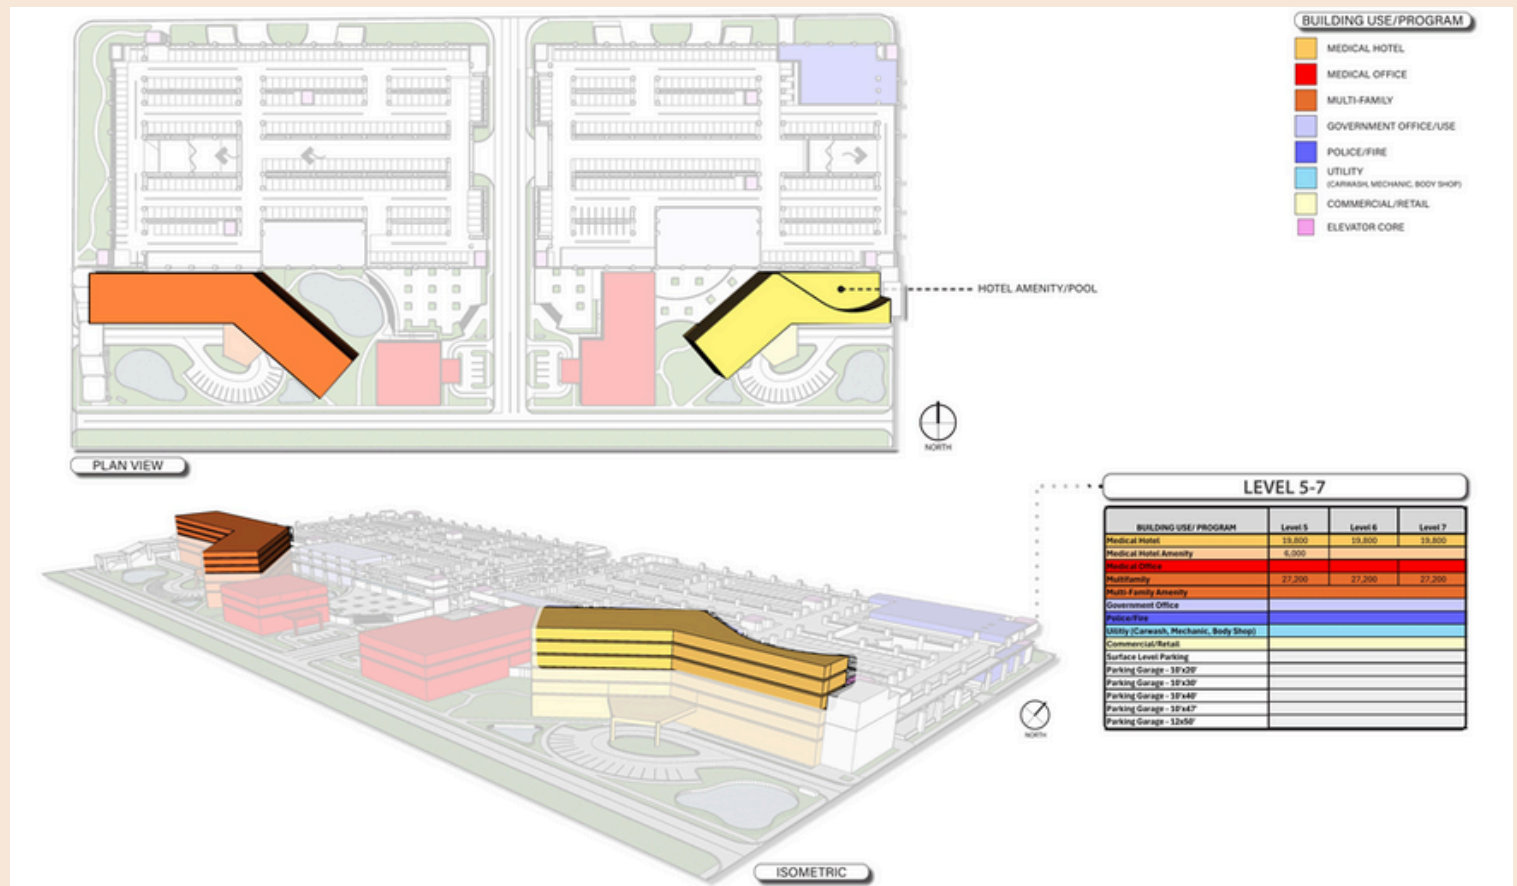 BUILDING USE/PROGRAM
MEDICAL HOTEL
MEDICAL OFFICE
MULTI-FAMILY
GOVERNMENT OFFICE/USE
POLICE/FIRE
UTILITY
(CARWASH, MECHANIC, BODY SHOP)
COMMERCIAL/RETAIL
ELEVATOR CORE
HOTEL AMENITY/POOL
NORTH
PLAN VIEW
LEVEL 5-7
BUILDING USE/ PROGRAM Level 5 Level 6 Level 7
Medical Hotel 19,800 19,800 19,800
Medical Hotel Amenity 6,000
Medical Office
Multifamily 27,200 27,200 27,200
Multi-Family Amenity
Government Office
Police/Fire
Utility (Carwash, Mechanic, Body Shop)
Commercial/Retail
Surface Level Parking
Parking Garage - 10'x20'
Parking Garage - 10'x30'
Parking Garage - 10'x40'
Parking Garage - 10'x47'
Parking Garage - 12x50'
NORTH
ISOMETRIC